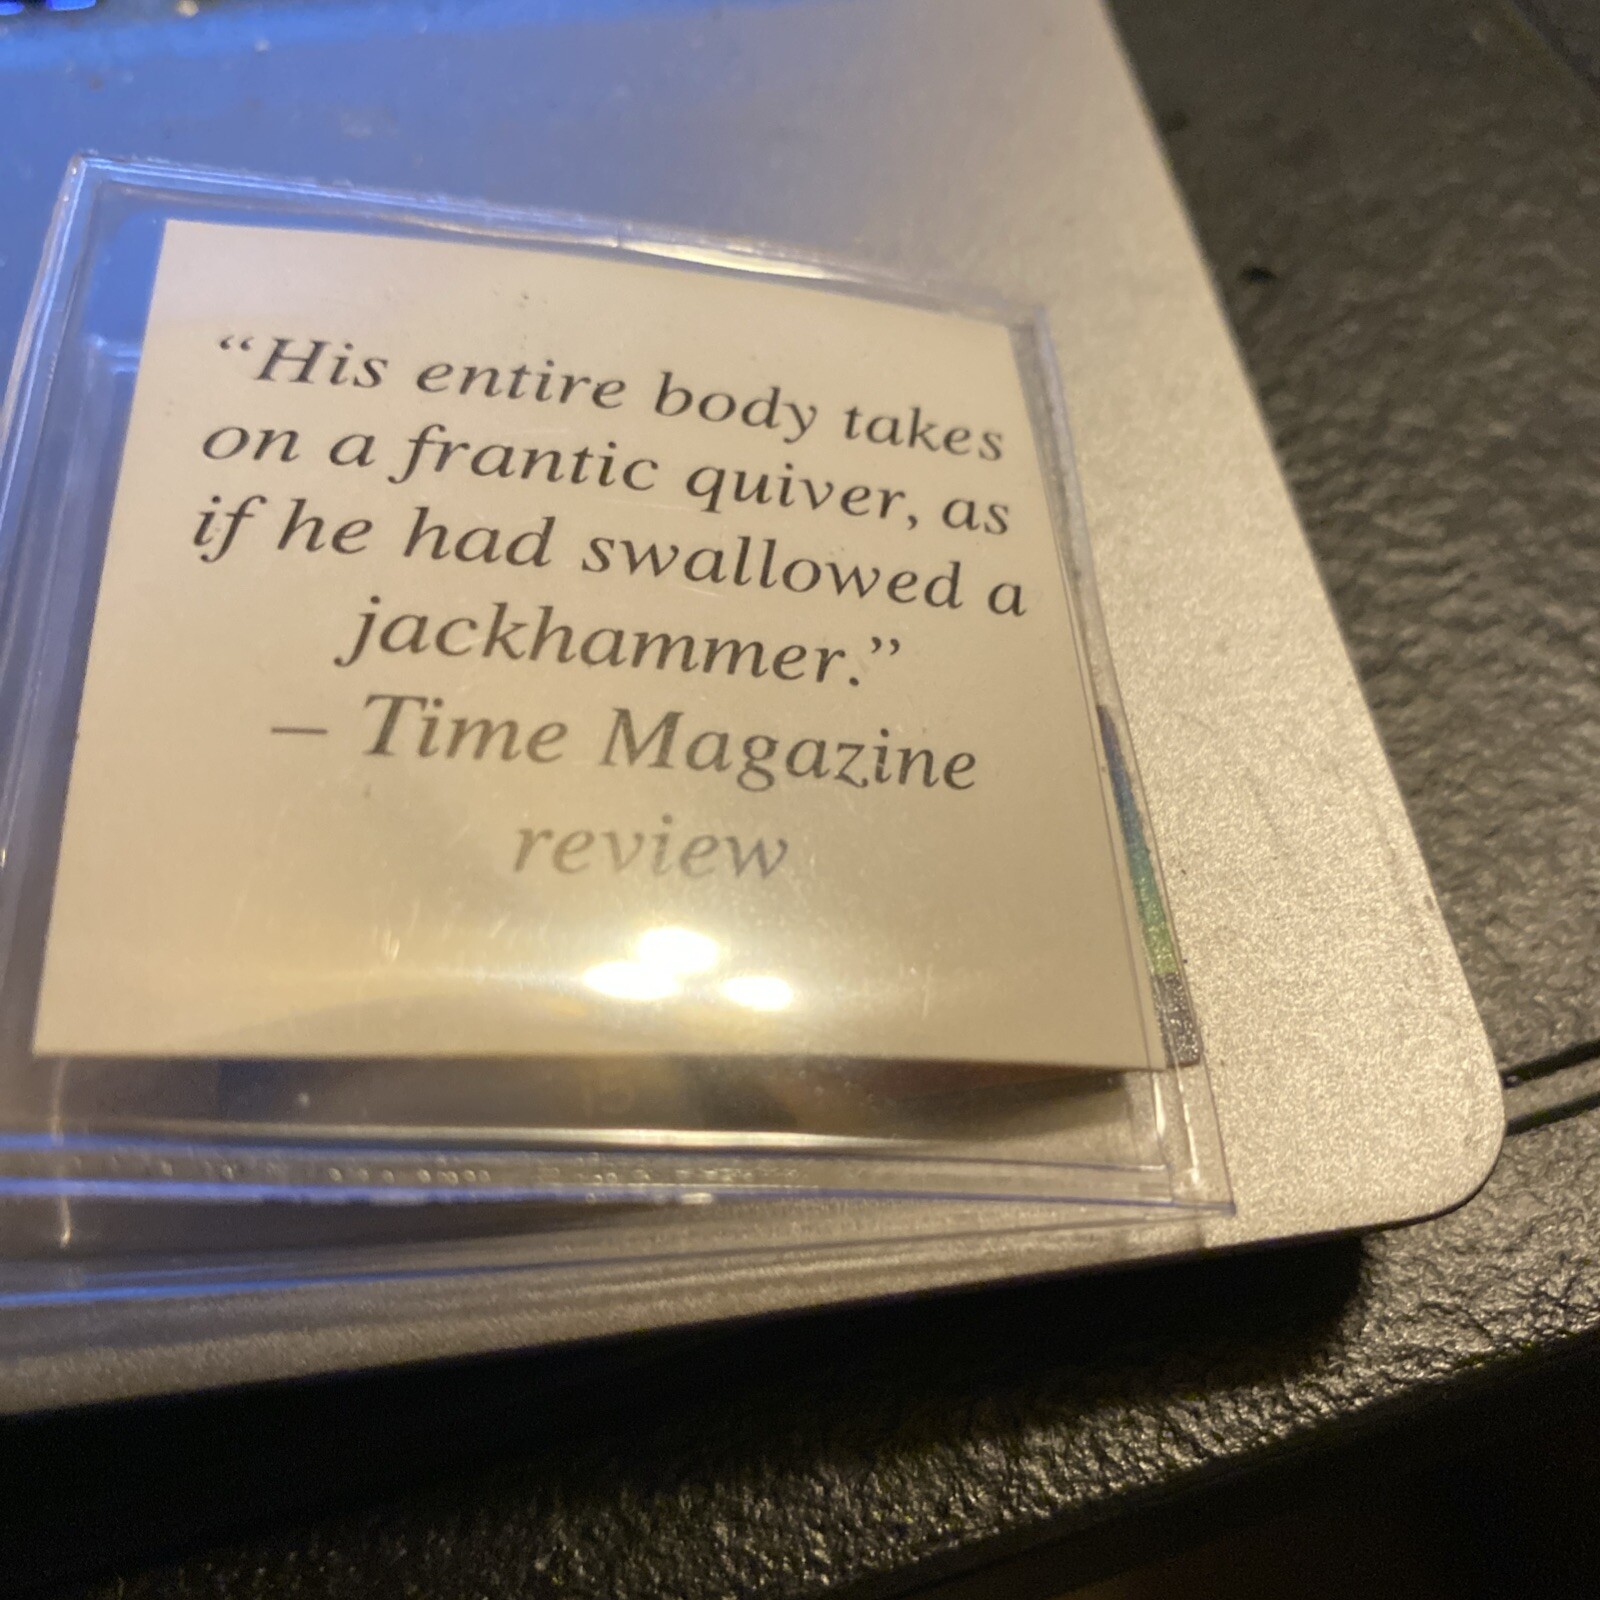 “His entire body takes
on a frantic quiver, as
if he had swallowed a
jackhammer.”
– Time Magazine
review